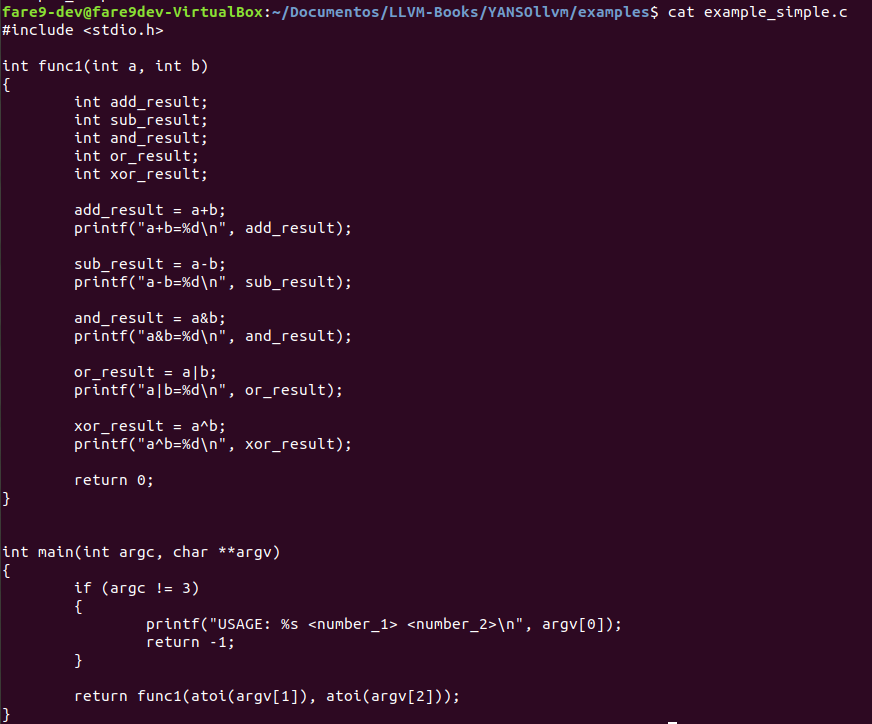 fare9-dev@fare9dev-VirtualBox:~/Documentos/LLVM-Books/YANSOllvm/examples$ cat example_simple.c
#include <stdio.h>

int func1(int a, int b)
{
        int add_result;
        int sub_result;
        int and_result;
        int or_result;
        int xor_result;

        add_result = a+b;
        printf("a+b=%d\n", add_result);

        sub_result = a-b;
        printf("a-b=%d\n", sub_result);

        and_result = a&b;
        printf("a&b=%d\n", and_result);

        or_result = a|b;
        printf("a|b=%d\n", or_result);

        xor_result = a^b;
        printf("a^b=%d\n", xor_result);

        return 0;
}


int main(int argc, char **argv)
{
        if (argc != 3)
        {
                printf("USAGE: %s <number_1> <number_2>\n", argv[0]);
                return -1;
        }

        return func1(atoi(argv[1]), atoi(argv[2]));
}